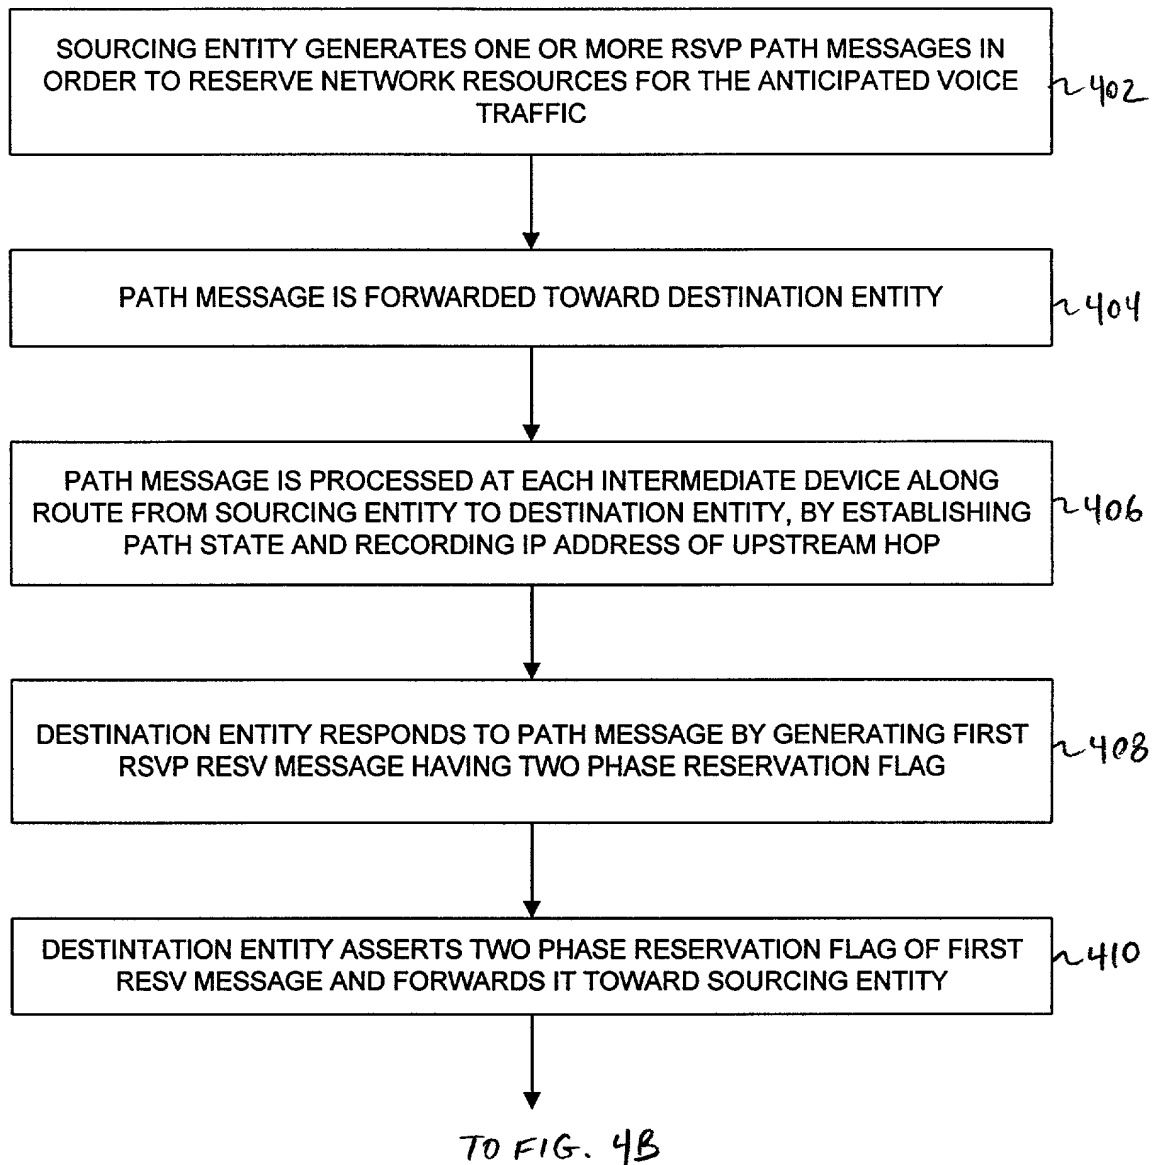 SOURCING ENTITY GENERATES ONE OR MORE RSVP PATH MESSAGES IN
ORDER TO RESERVE NETWORK RESOURCES FOR THE ANTICIPATED VOICE
TRAFFIC
402
PATH MESSAGE IS FORWARDED TOWARD DESTINATION ENTITY
404
PATH MESSAGE IS PROCESSED AT EACH INTERMEDIATE DEVICE ALONG
ROUTE FROM SOURCING ENTITY TO DESTINATION ENTITY, BY ESTABLISHING
PATH STATE AND RECORDING IP ADDRESS OF UPSTREAM HOP
406
DESTINATION ENTITY RESPONDS TO PATH MESSAGE BY GENERATING FIRST
RSVP RESV MESSAGE HAVING TWO PHASE RESERVATION FLAG
408
DESTINTATION ENTITY ASSERTS TWO PHASE RESERVATION FLAG OF FIRST
RESV MESSAGE AND FORWARDS IT TOWARD SOURCING ENTITY
410
TO FIG. 4B